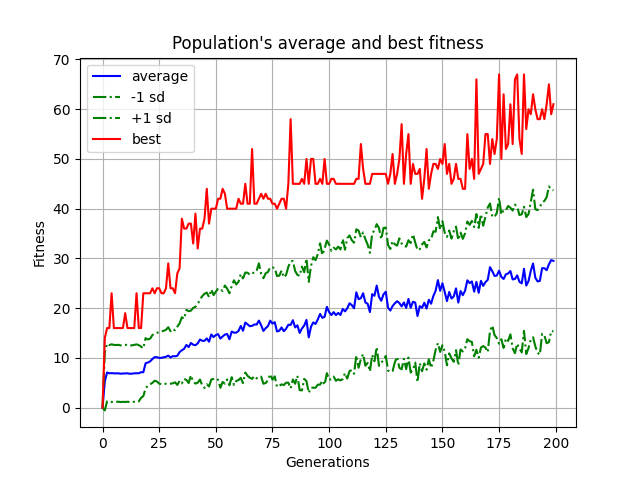 Population's average and best fitness
average
-1 sd
+1 sd
best
Fitness
70
60
50
40
30
20
10
0
0 25 50 75 100 125 150 175 200
Generations